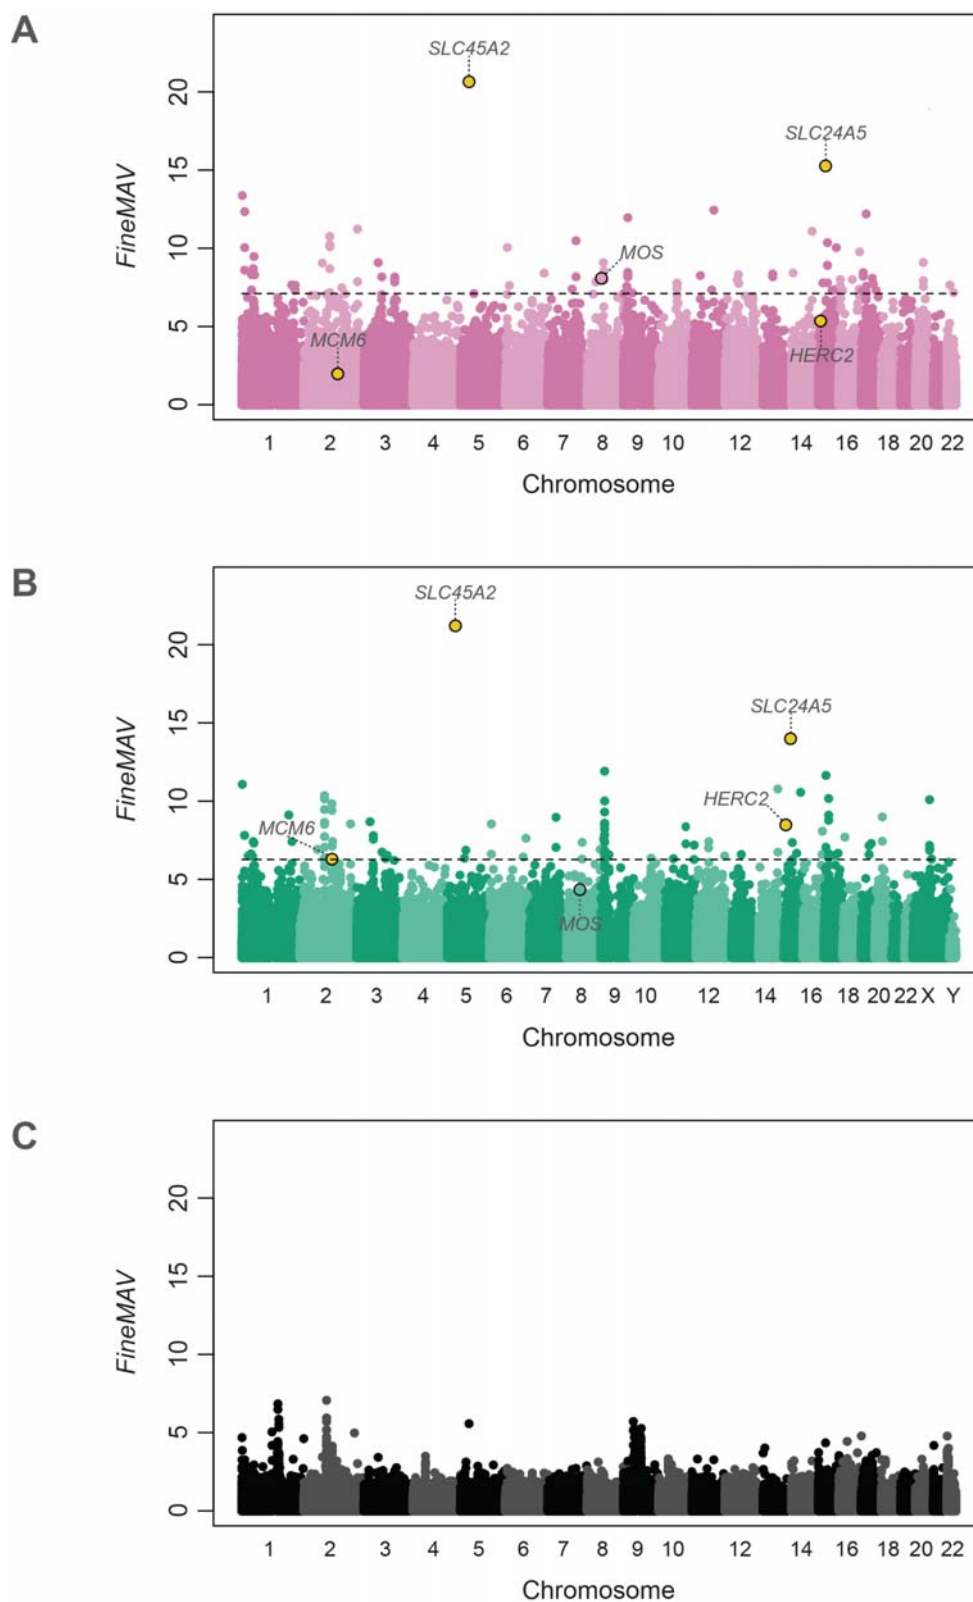 A
SLC45A2
SLC24A5
MOS
MCM6
HERC2
FineMAV
0 5 10 15 20
1 2 3 4 5 6 7 8 9 10 12 14 16 18 20 22
Chromosome
B
SLC45A2
SLC24A5
HERC2
MCM6
MOS
FineMAV
0 5 10 15 20
1 2 3 4 5 6 7 8 9 10 12 14 16 18 20 22 X Y
Chromosome
C
FineMAV
0 5 10 15 20
1 2 3 4 5 6 7 8 9 10 12 14 16 18 20 22
Chromosome